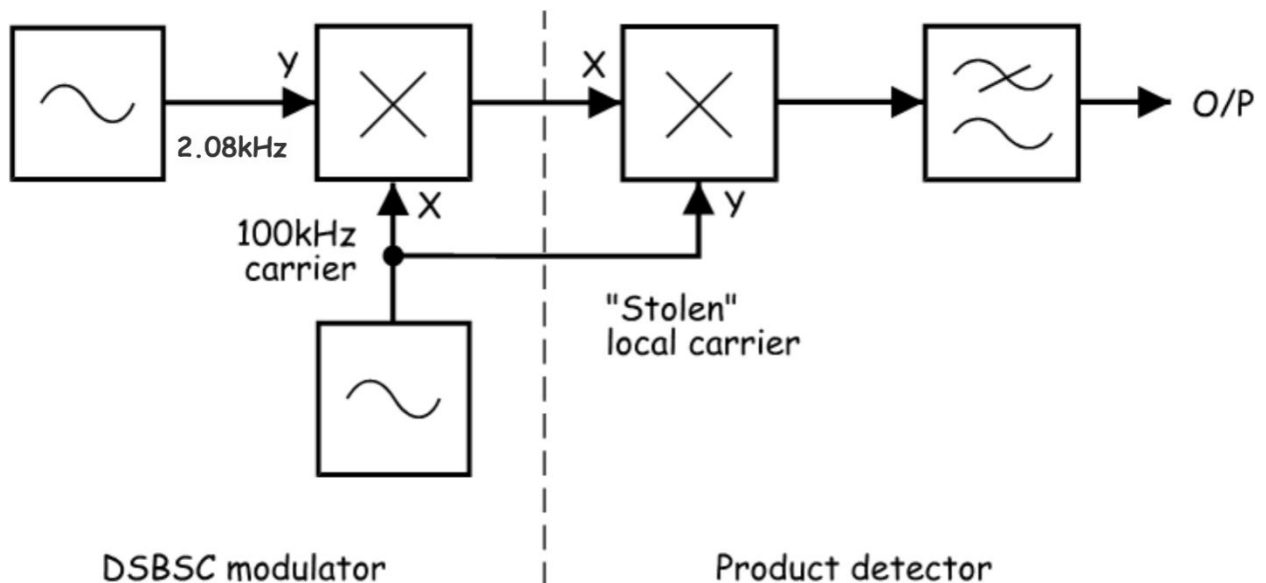 Y
X
2.08kHz
O/P
X
Y
100kHz
carrier
"Stolen"
local carrier
DSBSC modulator
Product detector